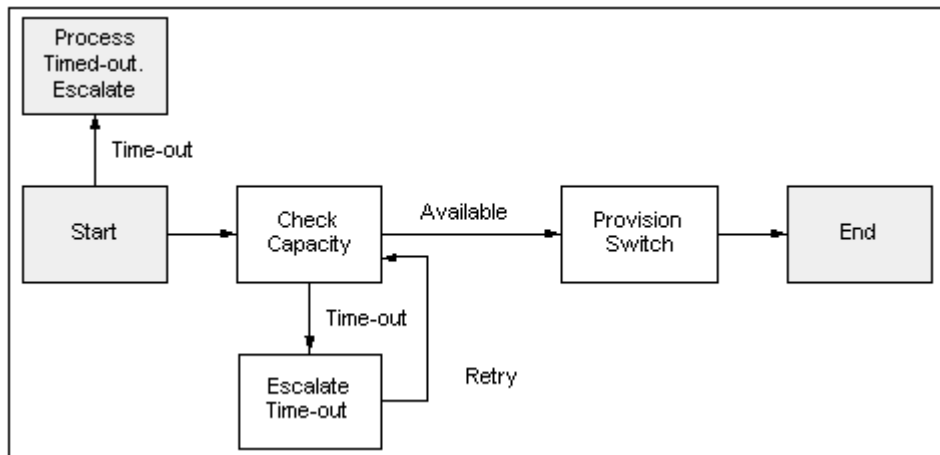 Process
Timed-out.
Escalate
Time-out
Start
Check
Capacity
Available
Provision
Switch
End
Time-out
Escalate
Time-out
Retry